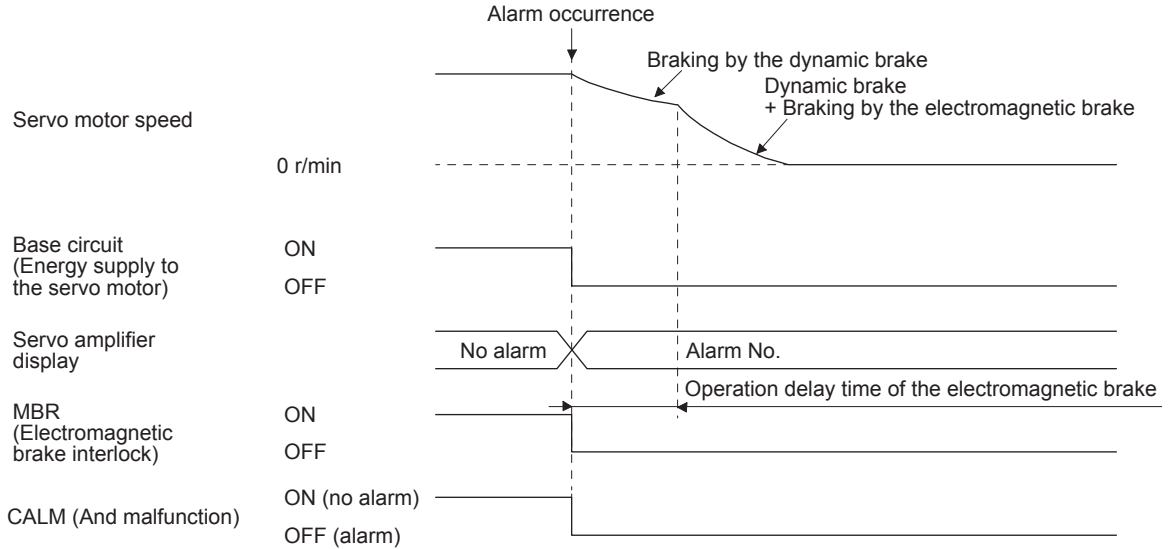 Alarm occurrence
Braking by the dynamic brake
Dynamic brake
+ Braking by the electromagnetic brake
Servo motor speed
0 r/min
Base circuit
(Energy supply to
the servo motor)
ON
OFF
Servo amplifier
display
No alarm
Alarm No.
Operation delay time of the electromagnetic brake
MBR
(Electromagnetic
brake interlock)
ON
OFF
CALM (And malfunction)
ON (no alarm)
OFF (alarm)